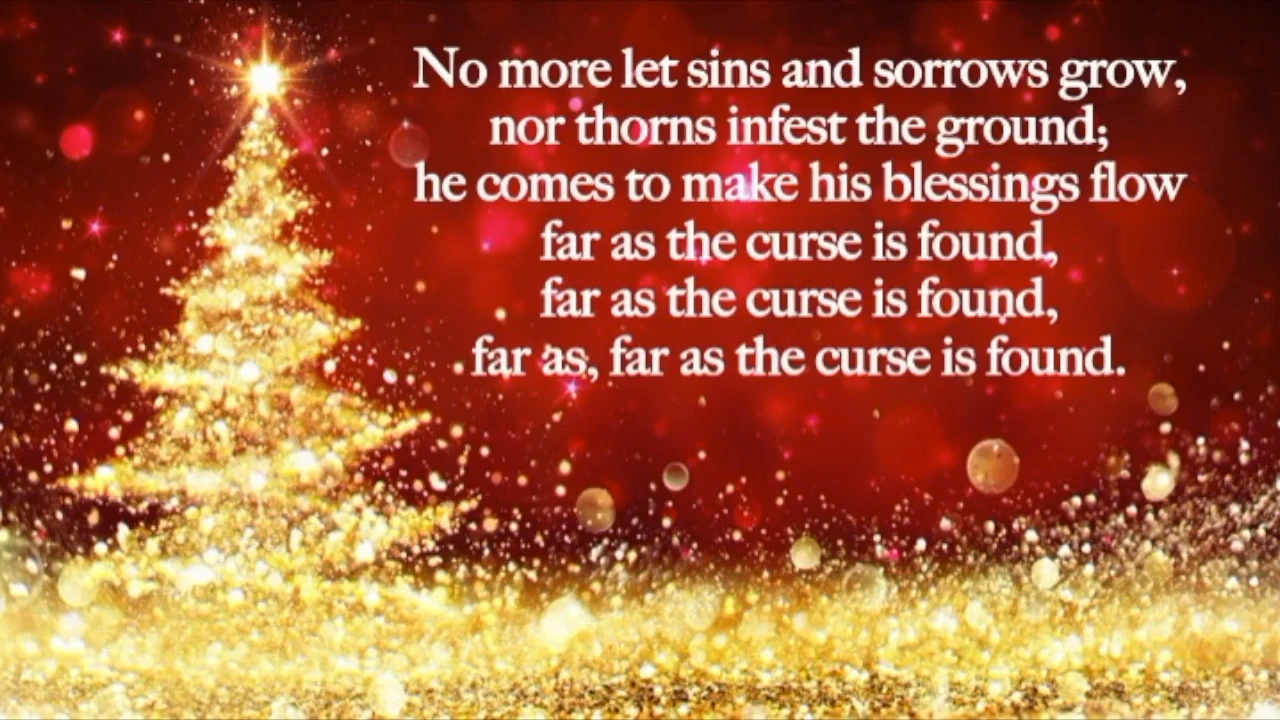 No more let sins and sorrows grow,
nor thorns infest the ground;
he comes to make his blessings flow
far as the curse is found,
far as the curse is found,
far as, far as the curse is found.